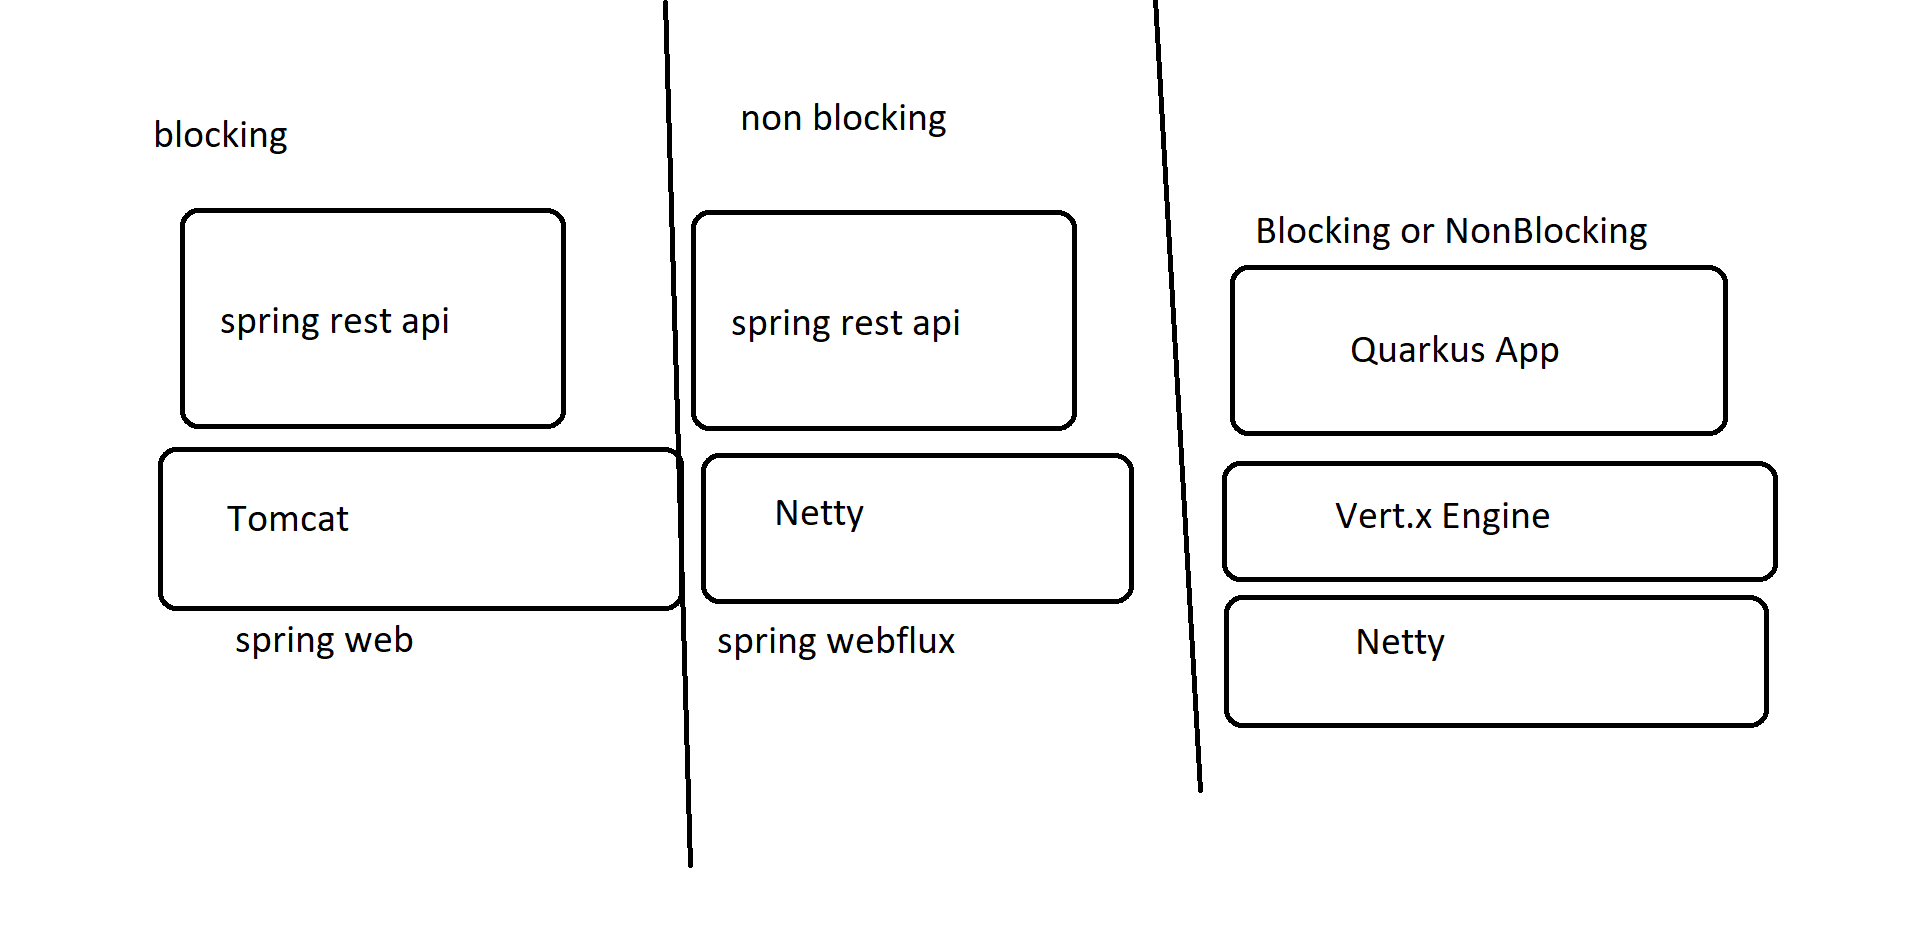 blocking
spring rest api
Tomcat
spring web
non blocking
spring rest api
Netty
spring webflux
Blocking or NonBlocking
Quarkus App
Vert.x Engine
Netty